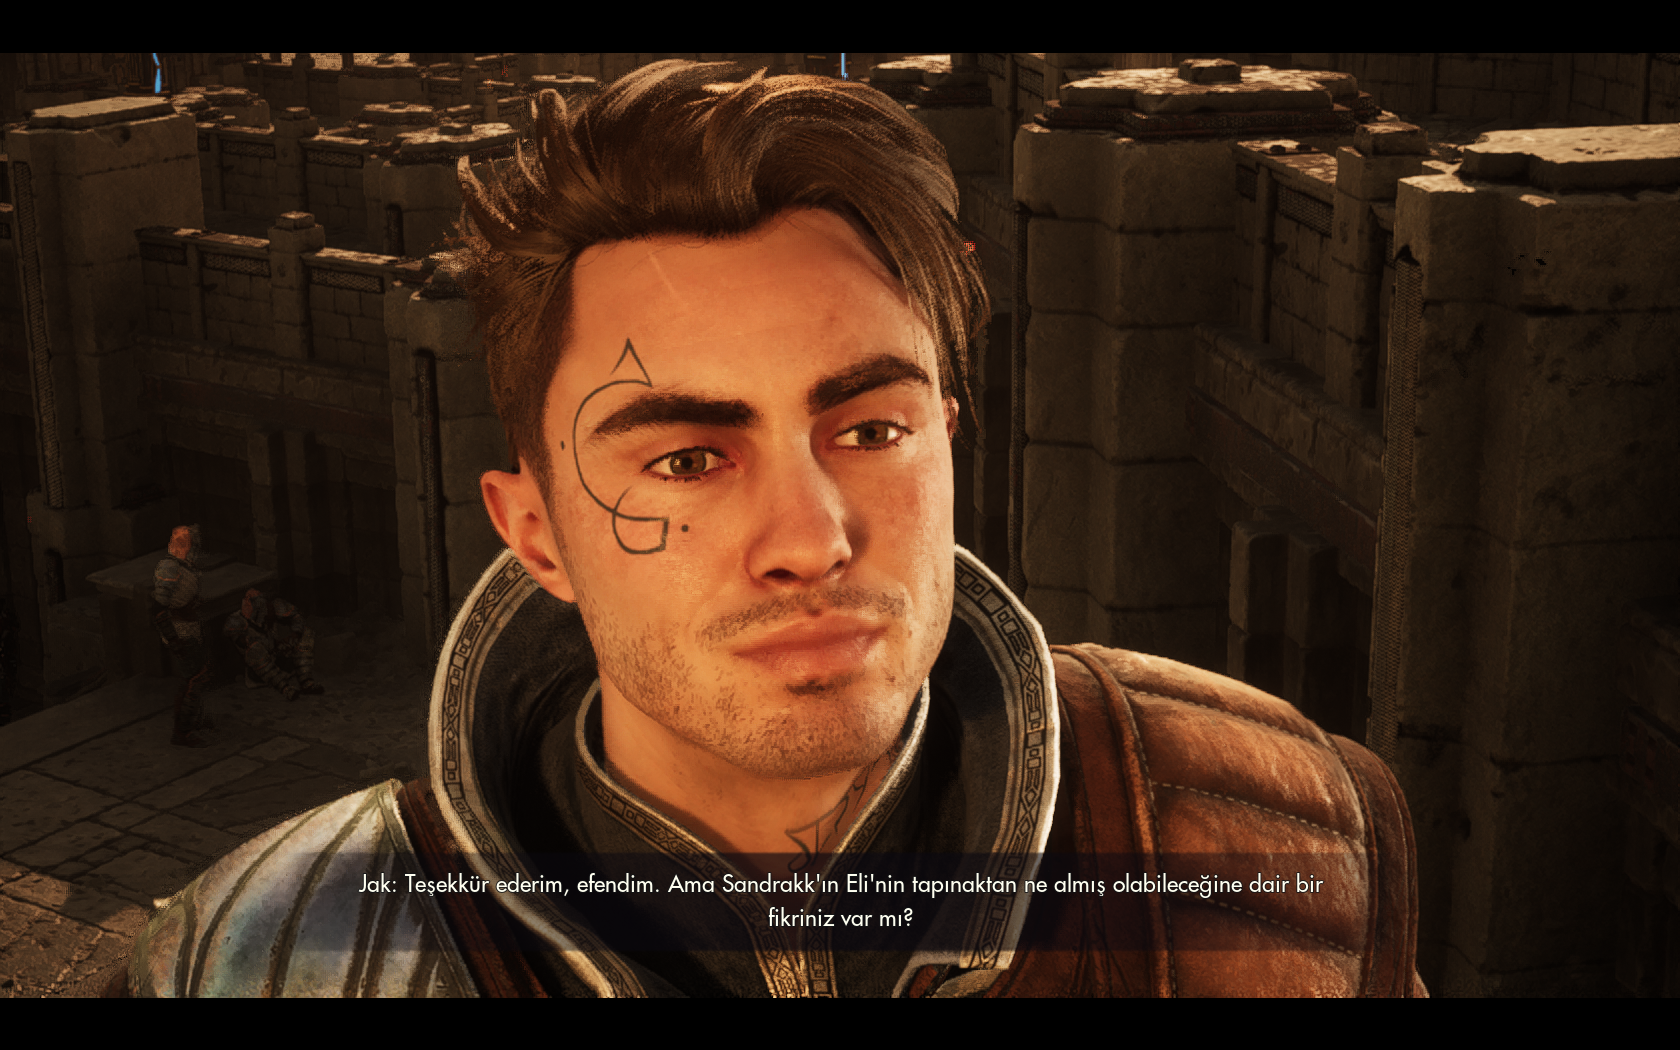 Jak: Teşekkür ederim, efendim. Ama Sandrakk'ın Eli'nin tapınaktan ne almış olabileceğine dair bir
fikriniz var mı?